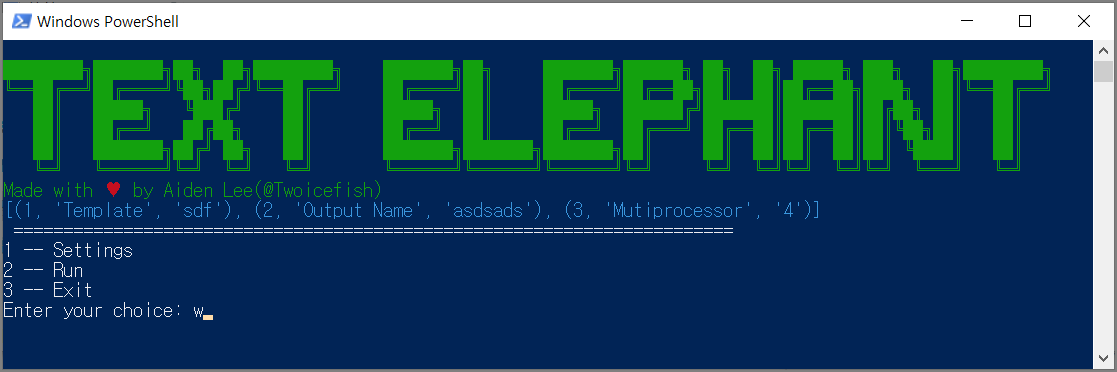 Windows PowerShell
TEXT ELEPHANT
Made with ♥ by Aiden Lee(@Twoicefish)
[(1, 'Template', 'sdf'), (2, 'Output Name', 'asdsads'), (3, 'Mutiprocessor', '4')]
========================================================================
1 -- Settings
2 -- Run
3 -- Exit
Enter your choice: w